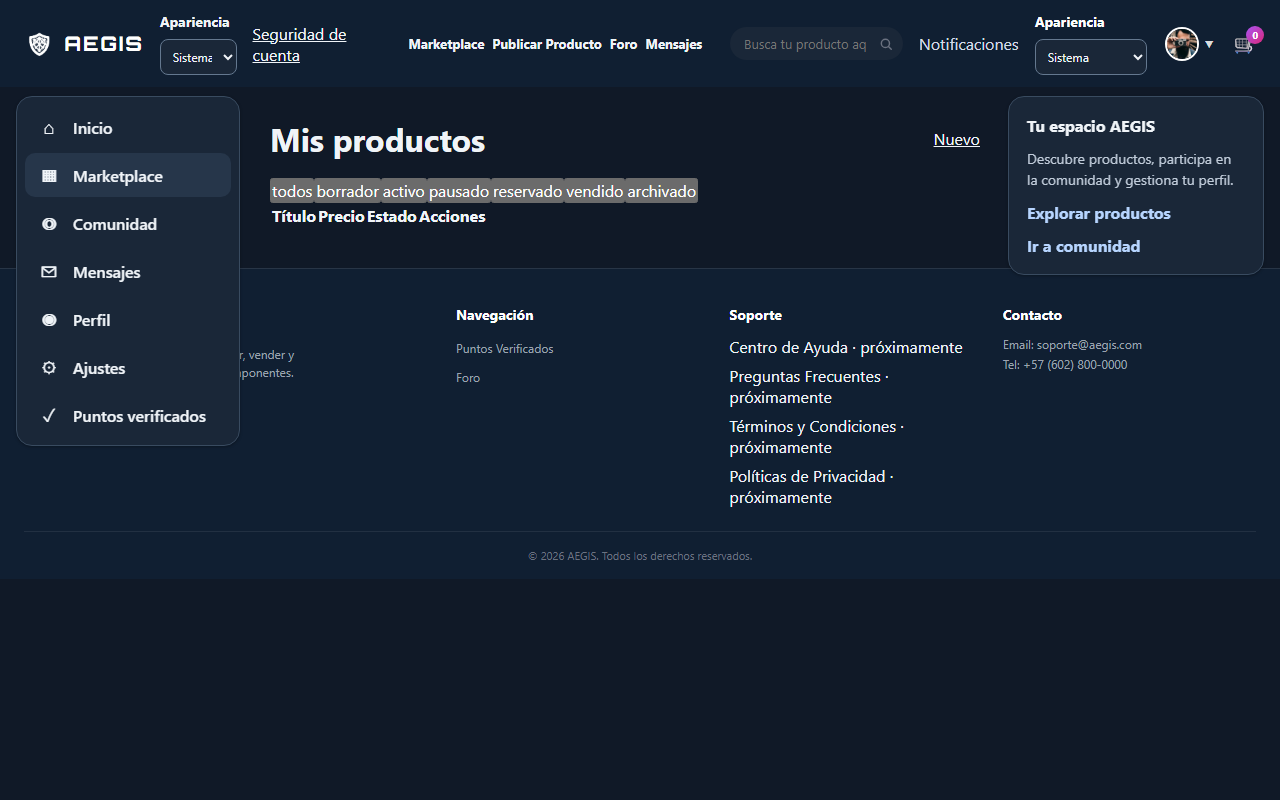 AEGIS
Apariencia
Sistema
Seguridad de
cuenta
Marketplace Publicar Producto Foro Mensajes
Busca tu producto aq
Notificaciones
Apariencia
Sistema
0
Inicio
Marketplace
Comunidad
Mensajes
Perfil
Ajustes
Puntos verificados
Mis productos
Nuevo
todos borrador activo pausado reservado vendido archivado
Título Precio Estado Acciones
Tu espacio AEGIS
Descubre productos, participa en
la comunidad y gestiona tu perfil.
Explorar productos
Ir a comunidad
r, vender y
ponentes.
Navegación
Puntos Verificados
Foro
Soporte
Centro de Ayuda · próximamente
Preguntas Frecuentes ·
próximamente
Términos y Condiciones ·
próximamente
Políticas de Privacidad ·
próximamente
Contacto
Email: soporte@aegis.com
Tel: +57 (602) 800-0000
© 2026 AEGIS. Todos los derechos reservados.